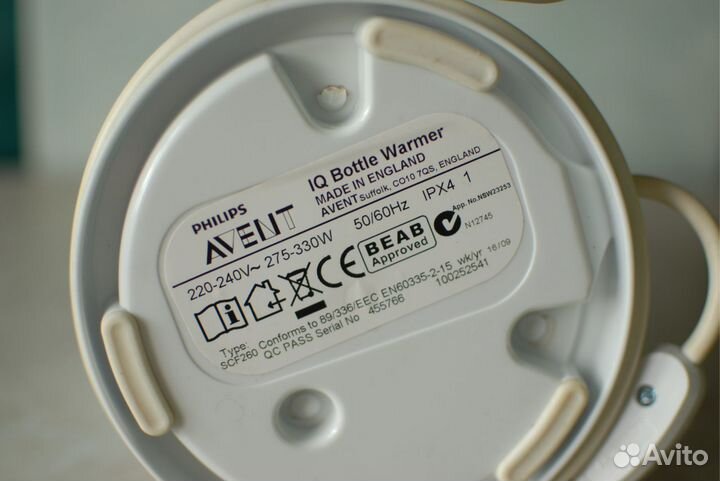 PHILIPS
AVENT
IQ Bottle Warmer
MADE IN ENGLAND
AVENT Suffolk, CO10 7QS, ENGLAND
220-240V~ 275-330W 50/60Hz IPX4 1
App. No.NSW23253
N12745
CE
BEAB
Approved
Type:
SCF260
Conforms to 89/336/EEC EN60335-2-15 wk/yr 16/09
QC PASS Serial No 455766 100252541
Avito